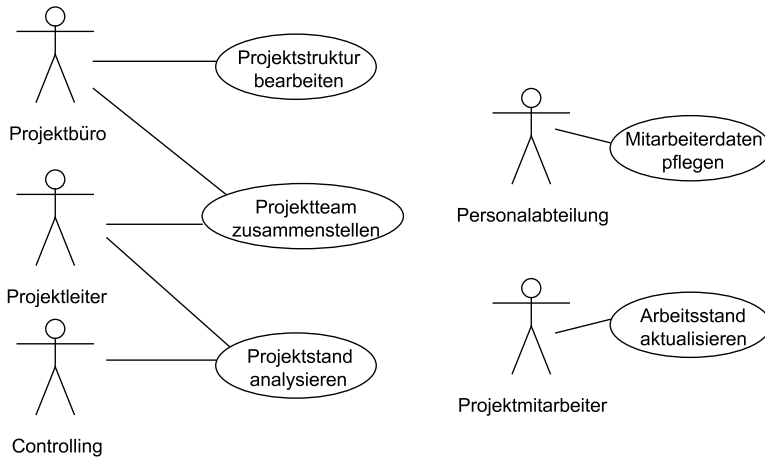 Projektstruktur
bearbeiten
Projektbüro
Projektteam
zusammenstellen
Projektleiter
Projektstand
analysieren
Controlling
Mitarbeiterdaten
pflegen
Personalabteilung
Arbeitsstand
aktualisieren
Projektmitarbeiter